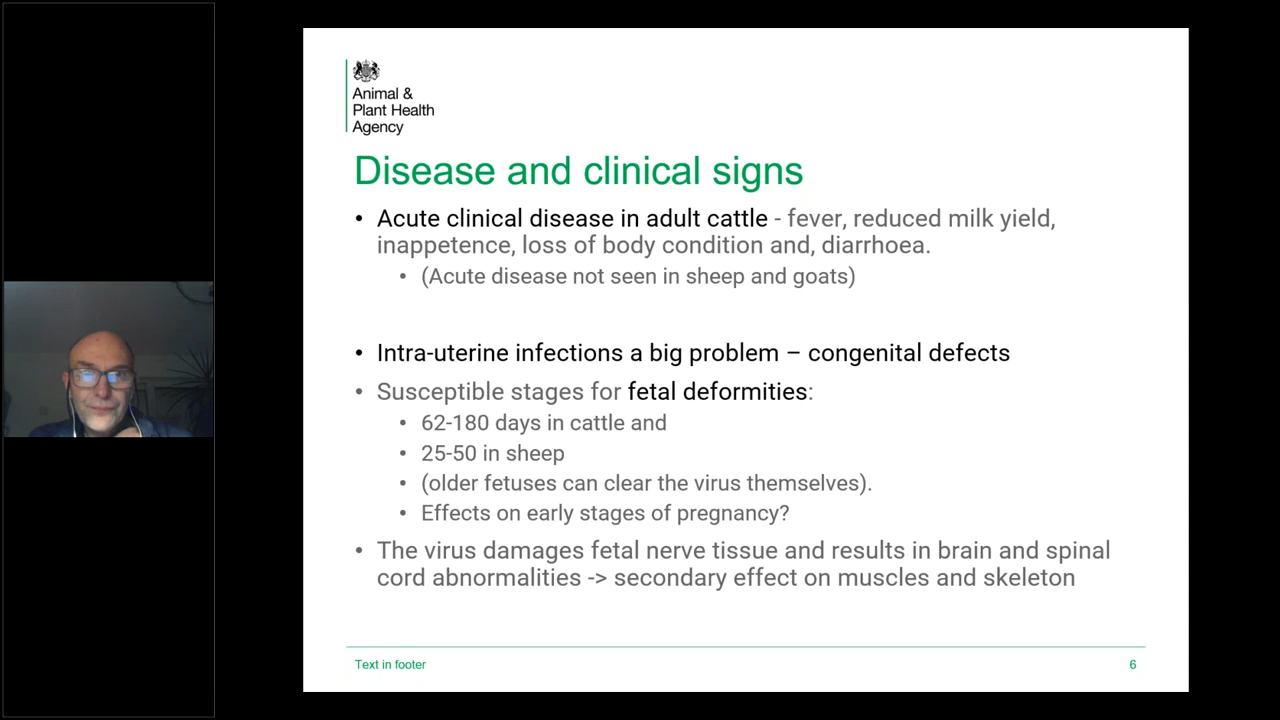 Animal &
Plant Health
Agency
Disease and clinical signs
• Acute clinical disease in adult cattle - fever, reduced milk yield,
inappetence, loss of body condition and, diarrhoea.
• (Acute disease not seen in sheep and goats)
• Intra-uterine infections a big problem – congenital defects
• Susceptible stages for fetal deformities:
• 62-180 days in cattle and
• 25-50 in sheep
• (older fetuses can clear the virus themselves).
• Effects on early stages of pregnancy?
• The virus damages fetal nerve tissue and results in brain and spinal
cord abnormalities -> secondary effect on muscles and skeleton
Text in footer
6